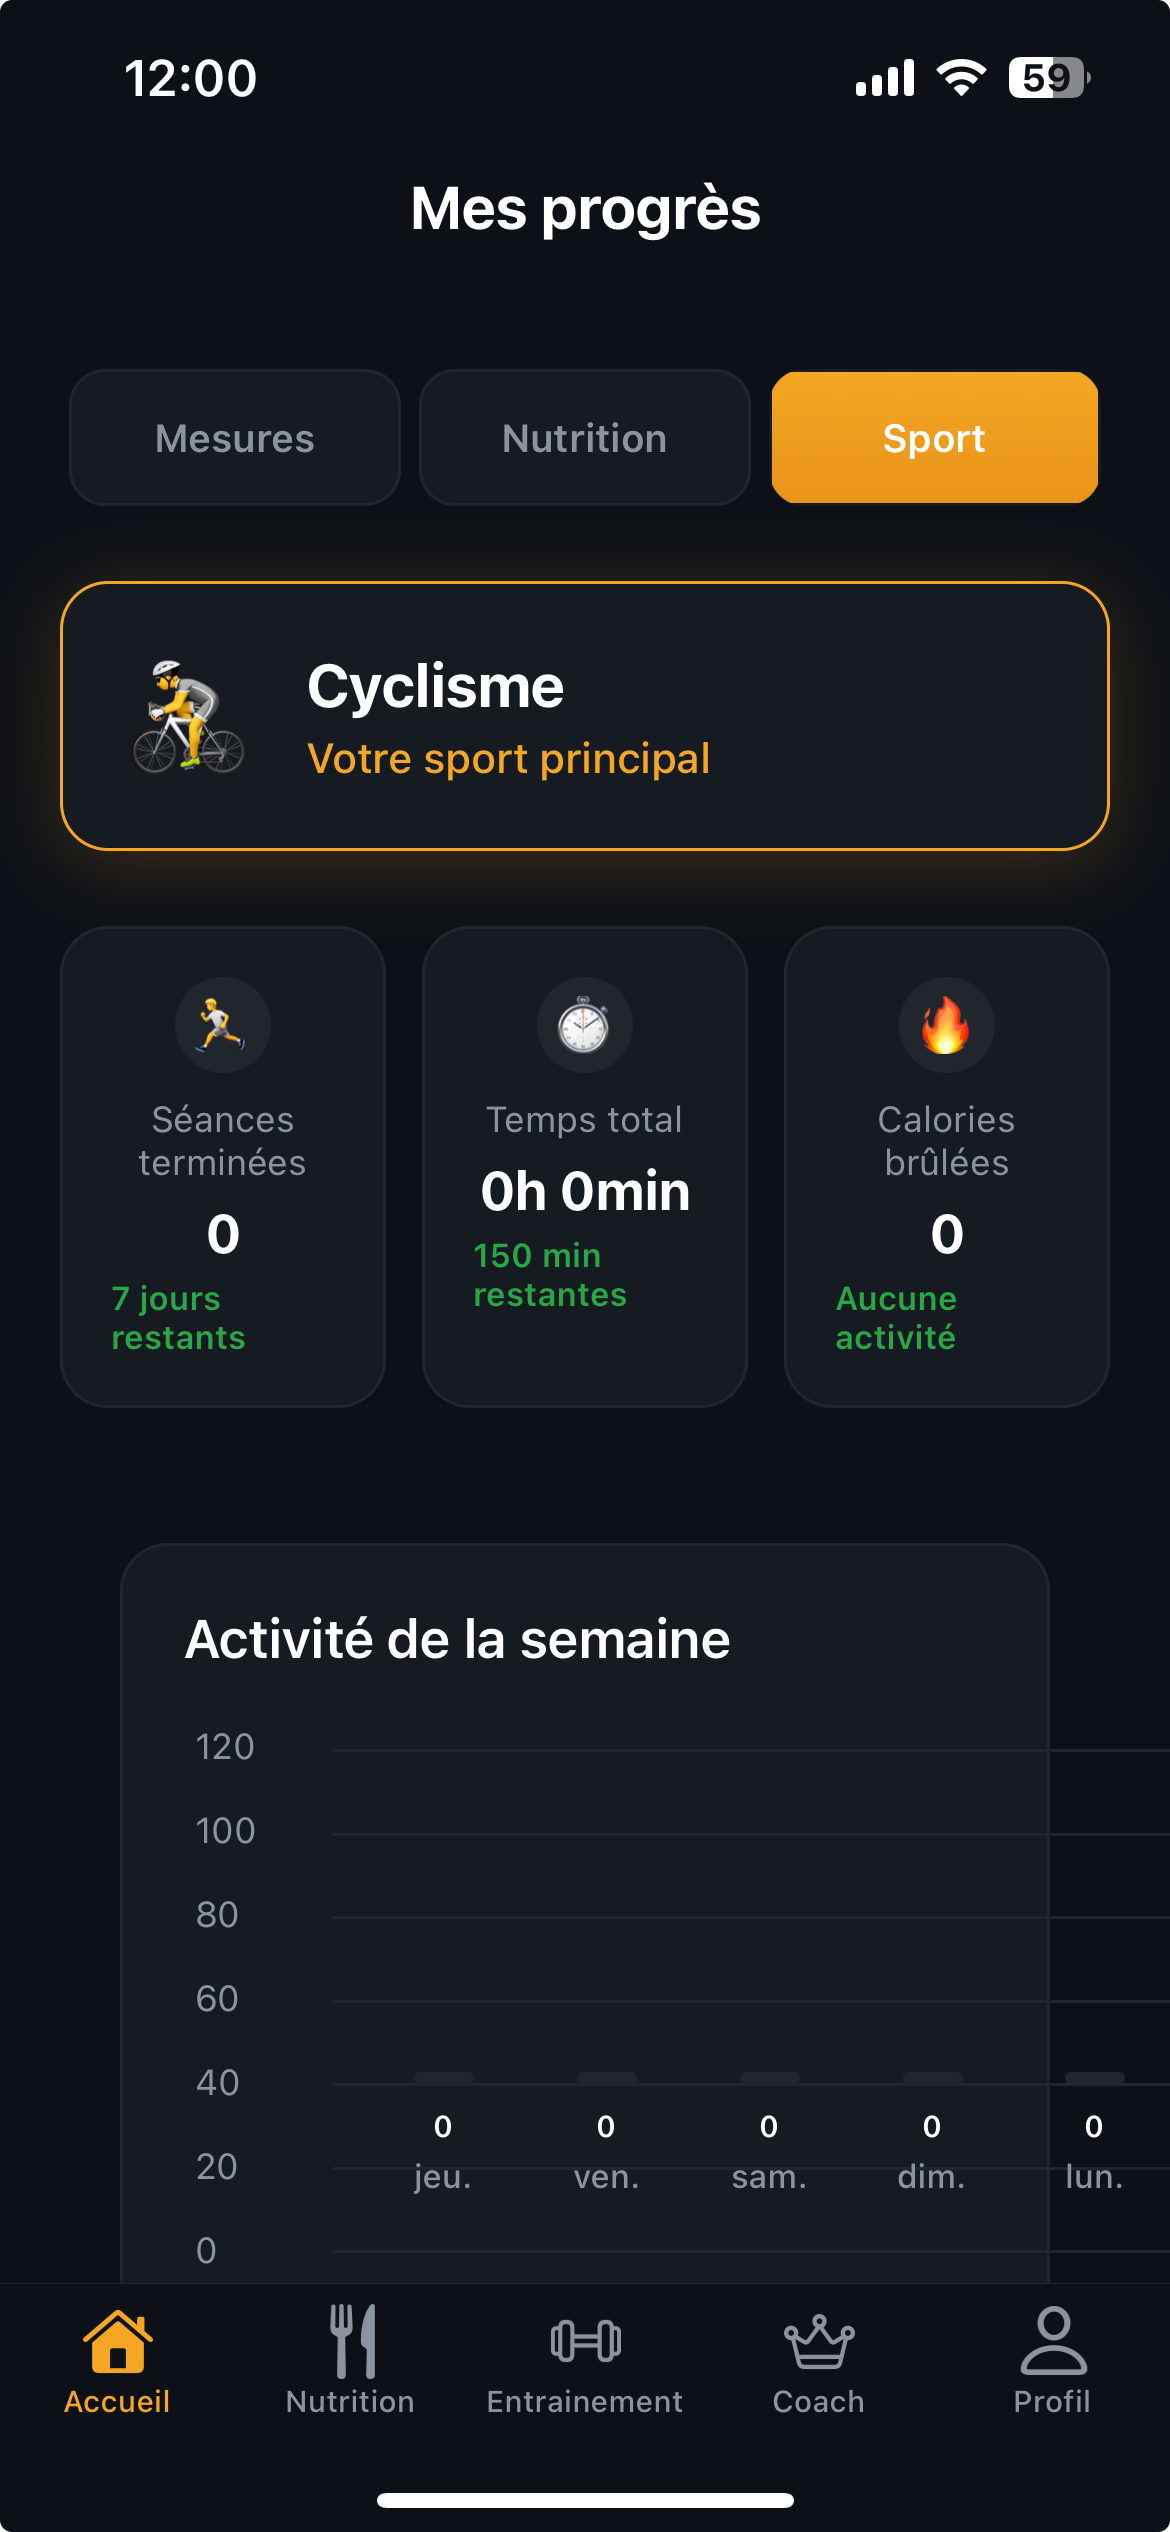 12:00
59
Mes progrès
Mesures
Nutrition
Sport
Cyclisme
Votre sport principal
Séances
terminées
0
7 jours
restants
Temps total
0h 0min
150 min
restantes
Calories
brûlées
0
Aucune
activité
Activité de la semaine
120
100
80
60
40
20
0
0
0
0
0
0
jeu.
ven.
sam.
dim.
lun.
Accueil
Nutrition
Entrainement
Coach
Profil